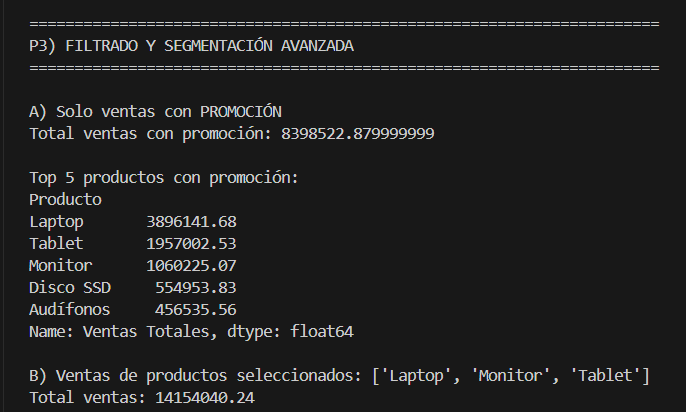 ======================================================================
P3) FILTRADO Y SEGMENTACIÓN AVANZADA
======================================================================
A) Solo ventas con PROMOCIÓN
Total ventas con promoción: 8398522.879999999
Top 5 productos con promoción:
Producto
Laptop       3896141.68
Tablet       1957002.53
Monitor      1060225.07
Disco SSD     554953.83
Audífonos     456535.56
Name: Ventas Totales, dtype: float64
B) Ventas de productos seleccionados: ['Laptop', 'Monitor', 'Tablet']
Total ventas: 14154040.24